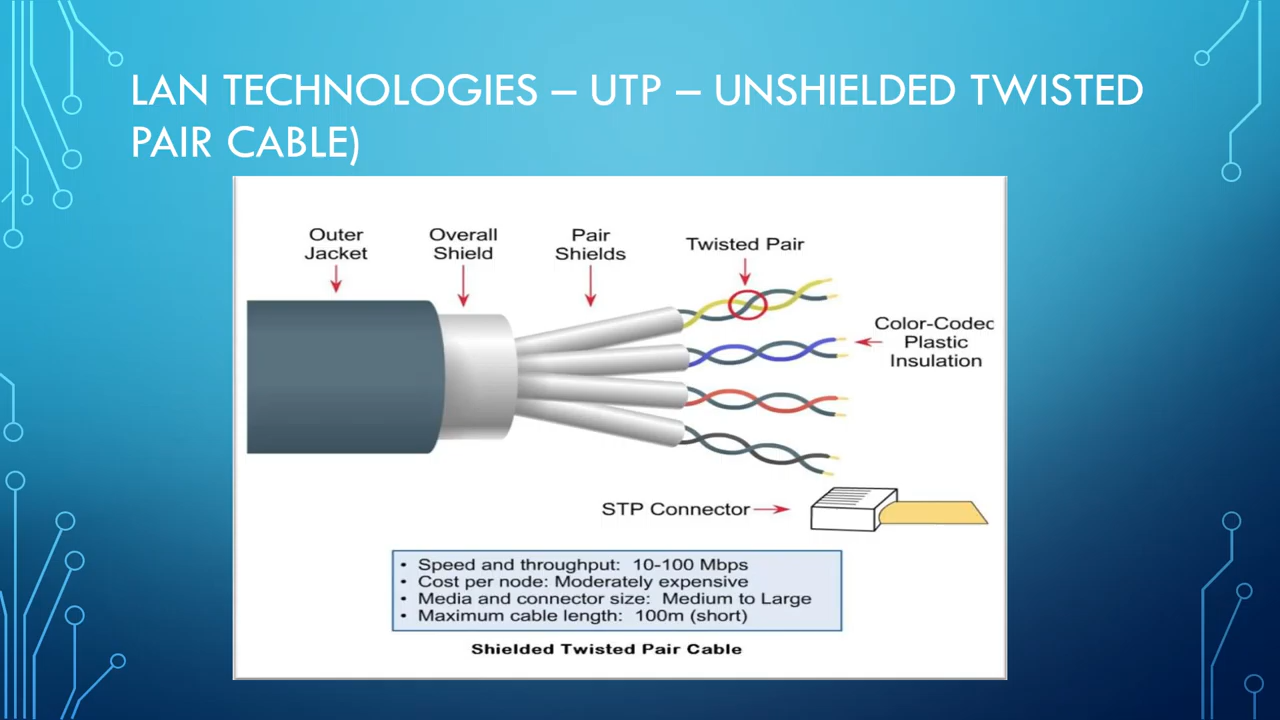 LAN TECHNOLOGIES – UTP – UNSHIELDED TWISTED
PAIR CABLE)
Outer
Jacket
Overall
Shield
Pair
Shields
Twisted Pair
Color-Codec
Plastic
Insulation
STP Connector
• Speed and throughput: 10-100 Mbps
• Cost per node: Moderately expensive
• Media and connector size: Medium to Large
• Maximum cable length: 100m (short)
Shielded Twisted Pair Cable